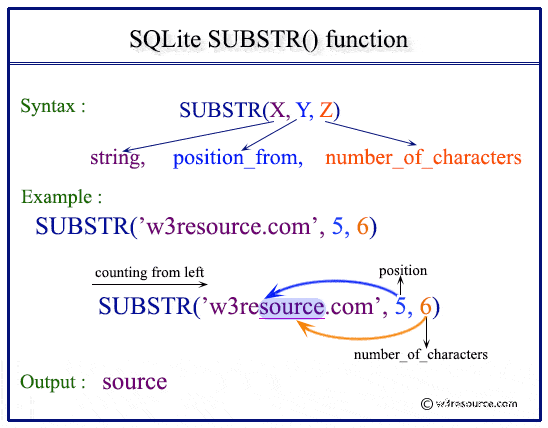 SQLite SUBSTR() function
Syntax :
SUBSTR(X, Y, Z)
string, position_from, number_of_characters
Example :
SUBSTR(’w3resource.com’, 5, 6)
counting from left
position
SUBSTR(’w3resource.com’, 5, 6)
number_of_characters
Output : source
© w3resource.com